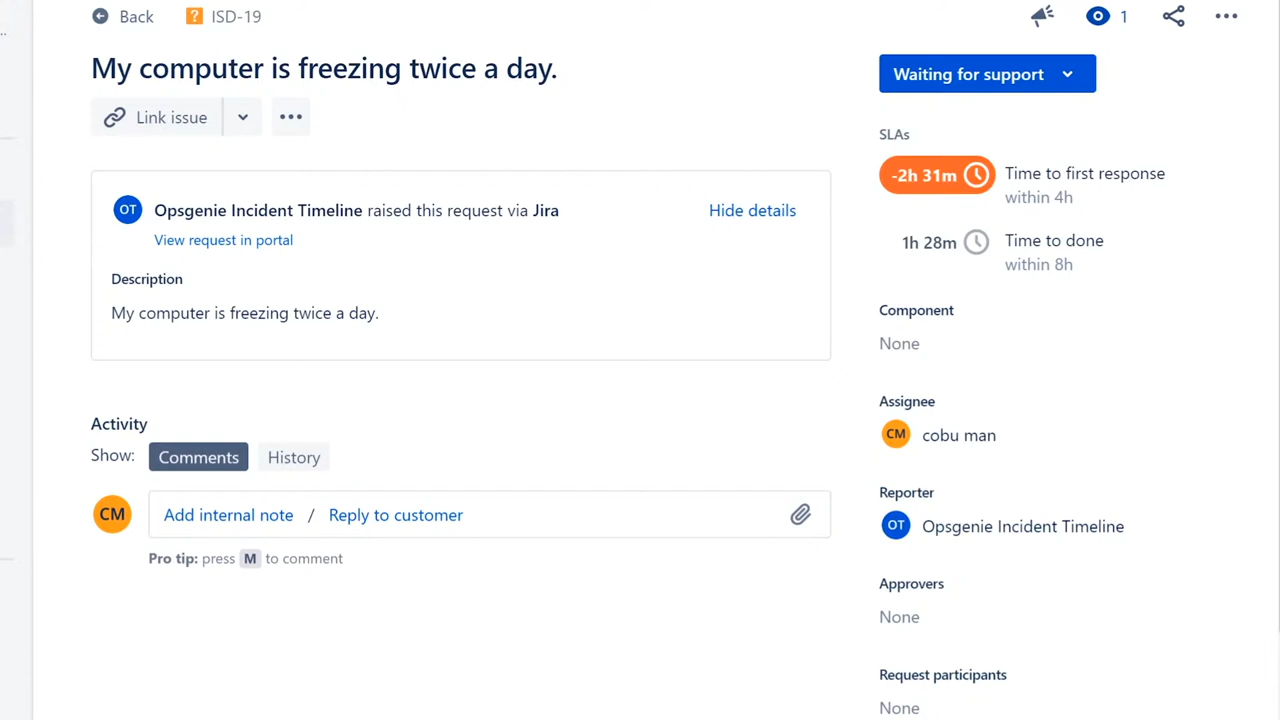 Back ISD-19 1
My computer is freezing twice a day.
Link issue
OT Opsgenie Incident Timeline raised this request via Jira Hide details
View request in portal
Description
My computer is freezing twice a day.
Activity
Show: Comments History
CM Add internal note / Reply to customer
Pro tip: press M to comment
Waiting for support
SLAs
-2h 31m Time to first response
within 4h
1h 28m Time to done
within 8h
Component
None
Assignee
CM cobu man
Reporter
OT Opsgenie Incident Timeline
Approvers
None
Request participants
None